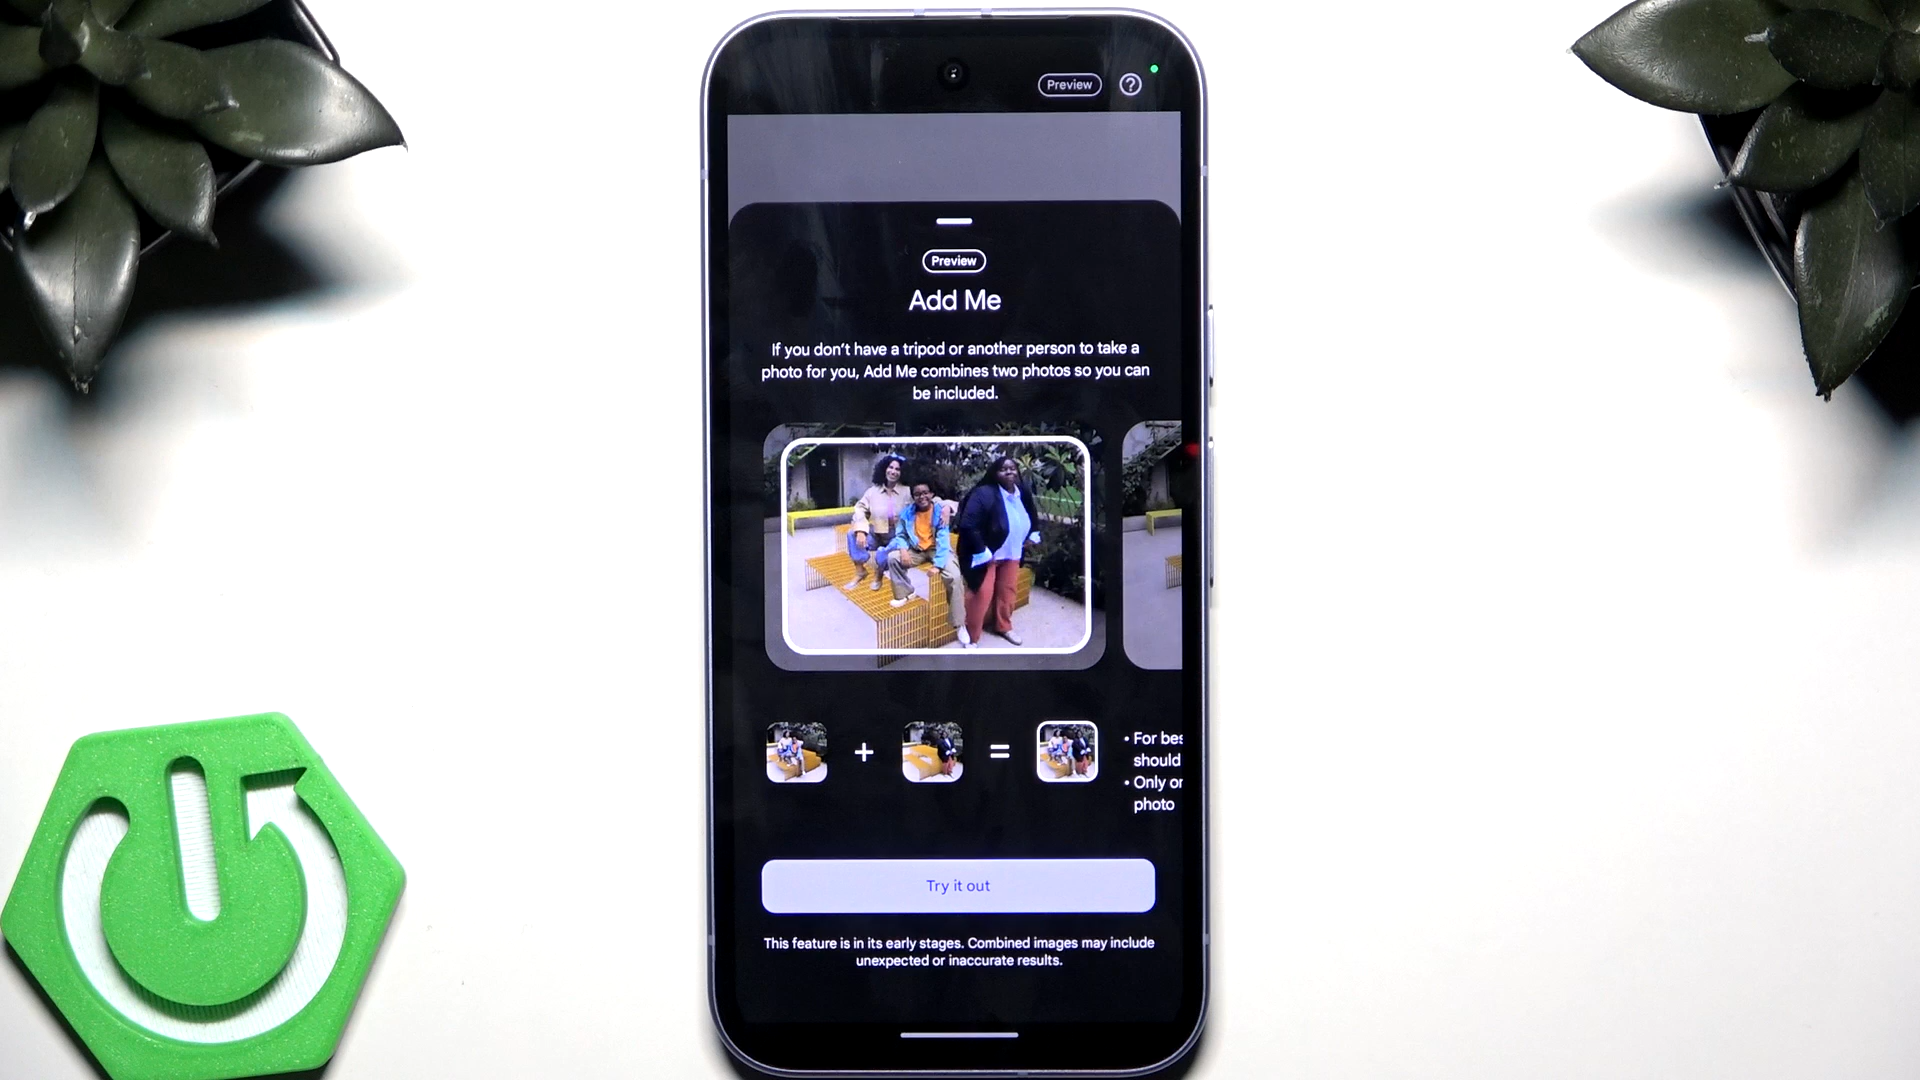 Preview
Preview
Add Me
If you don't have a tripod or another person to take a
photo for you, Add Me combines two photos so you can
be included.
+ =
• For
should
• Only
photo
Try it out
This feature is in its early stages. Combined images may include
unexpected or inaccurate results.